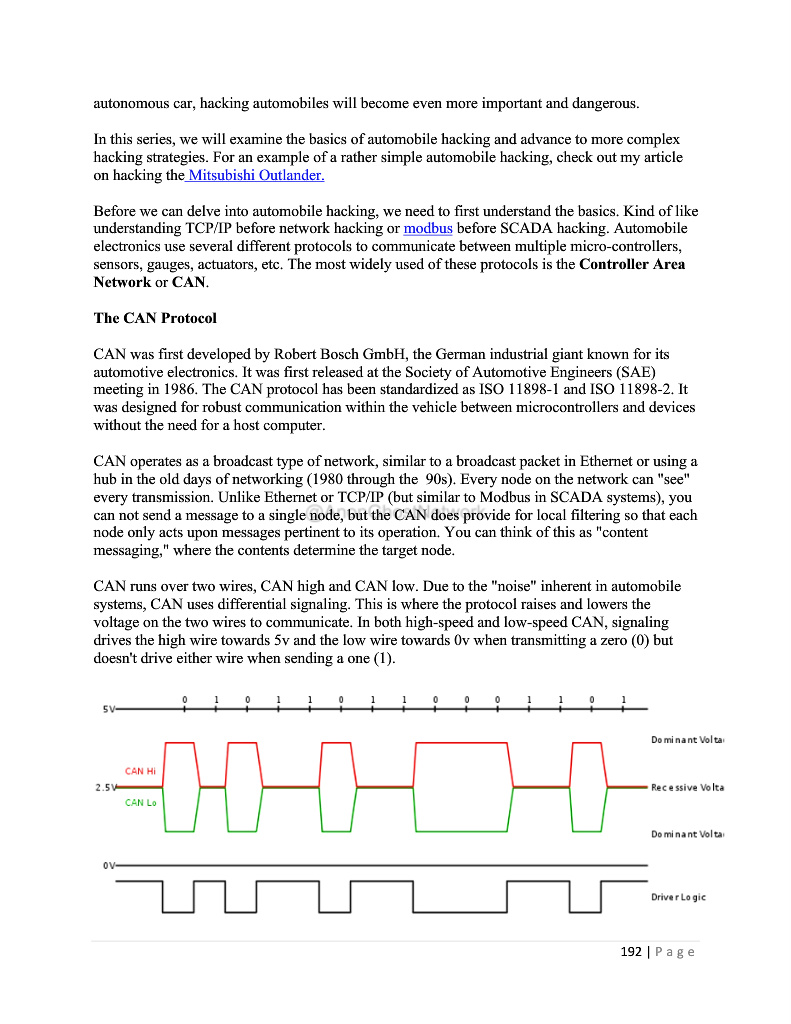 autonomous car, hacking automobiles will become even more important and dangerous.
In this series, we will examine the basics of automobile hacking and advance to more complex
hacking strategies. For an example of a rather simple automobile hacking, check out my article
on hacking the Mitsubishi Outlander.
Before we can delve into automobile hacking, we need to first understand the basics. Kind of like
understanding TCP/IP before network hacking or modbus before SCADA hacking. Automobile
electronics use several different protocols to communicate between multiple micro-controllers,
sensors, gauges, actuators, etc. The most widely used of these protocols is the Controller Area
Network or CAN.
The CAN Protocol
CAN was first developed by Robert Bosch GmbH, the German industrial giant known for its
automotive electronics. It was first released at the Society of Automotive Engineers (SAE)
meeting in 1986. The CAN protocol has been standardized as ISO 11898-1 and ISO 11898-2. It
was designed for robust communication within the vehicle between microcontrollers and devices
without the need for a host computer.
CAN operates as a broadcast type of network, similar to a broadcast packet in Ethernet or using a
hub in the old days of networking (1980 through the 90s). Every node on the network can "see"
every transmission. Unlike Ethernet or TCP/IP (but similar to Modbus in SCADA systems), you
can not send a message to a single node, but the CAN does provide for local filtering so that each
node only acts upon messages pertinent to its operation. You can think of this as "content
messaging," where the contents determine the target node.
CAN runs over two wires, CAN high and CAN low. Due to the "noise" inherent in automobile
systems, CAN uses differential signaling. This is where the protocol raises and lowers the
voltage on the two wires to communicate. In both high-speed and low-speed CAN, signaling
drives the high wire towards 5v and the low wire towards 0v when transmitting a zero (0) but
doesn't drive either wire when sending a one (1).
0 1 0 1 1 0 1 1 0 0 0 1 1 0 1
5V
Dominant Volta
CAN Hi
2.5V
Recessive Volta
CAN Lo
Dominant Volta
0V
Driver Logic
192 | Page